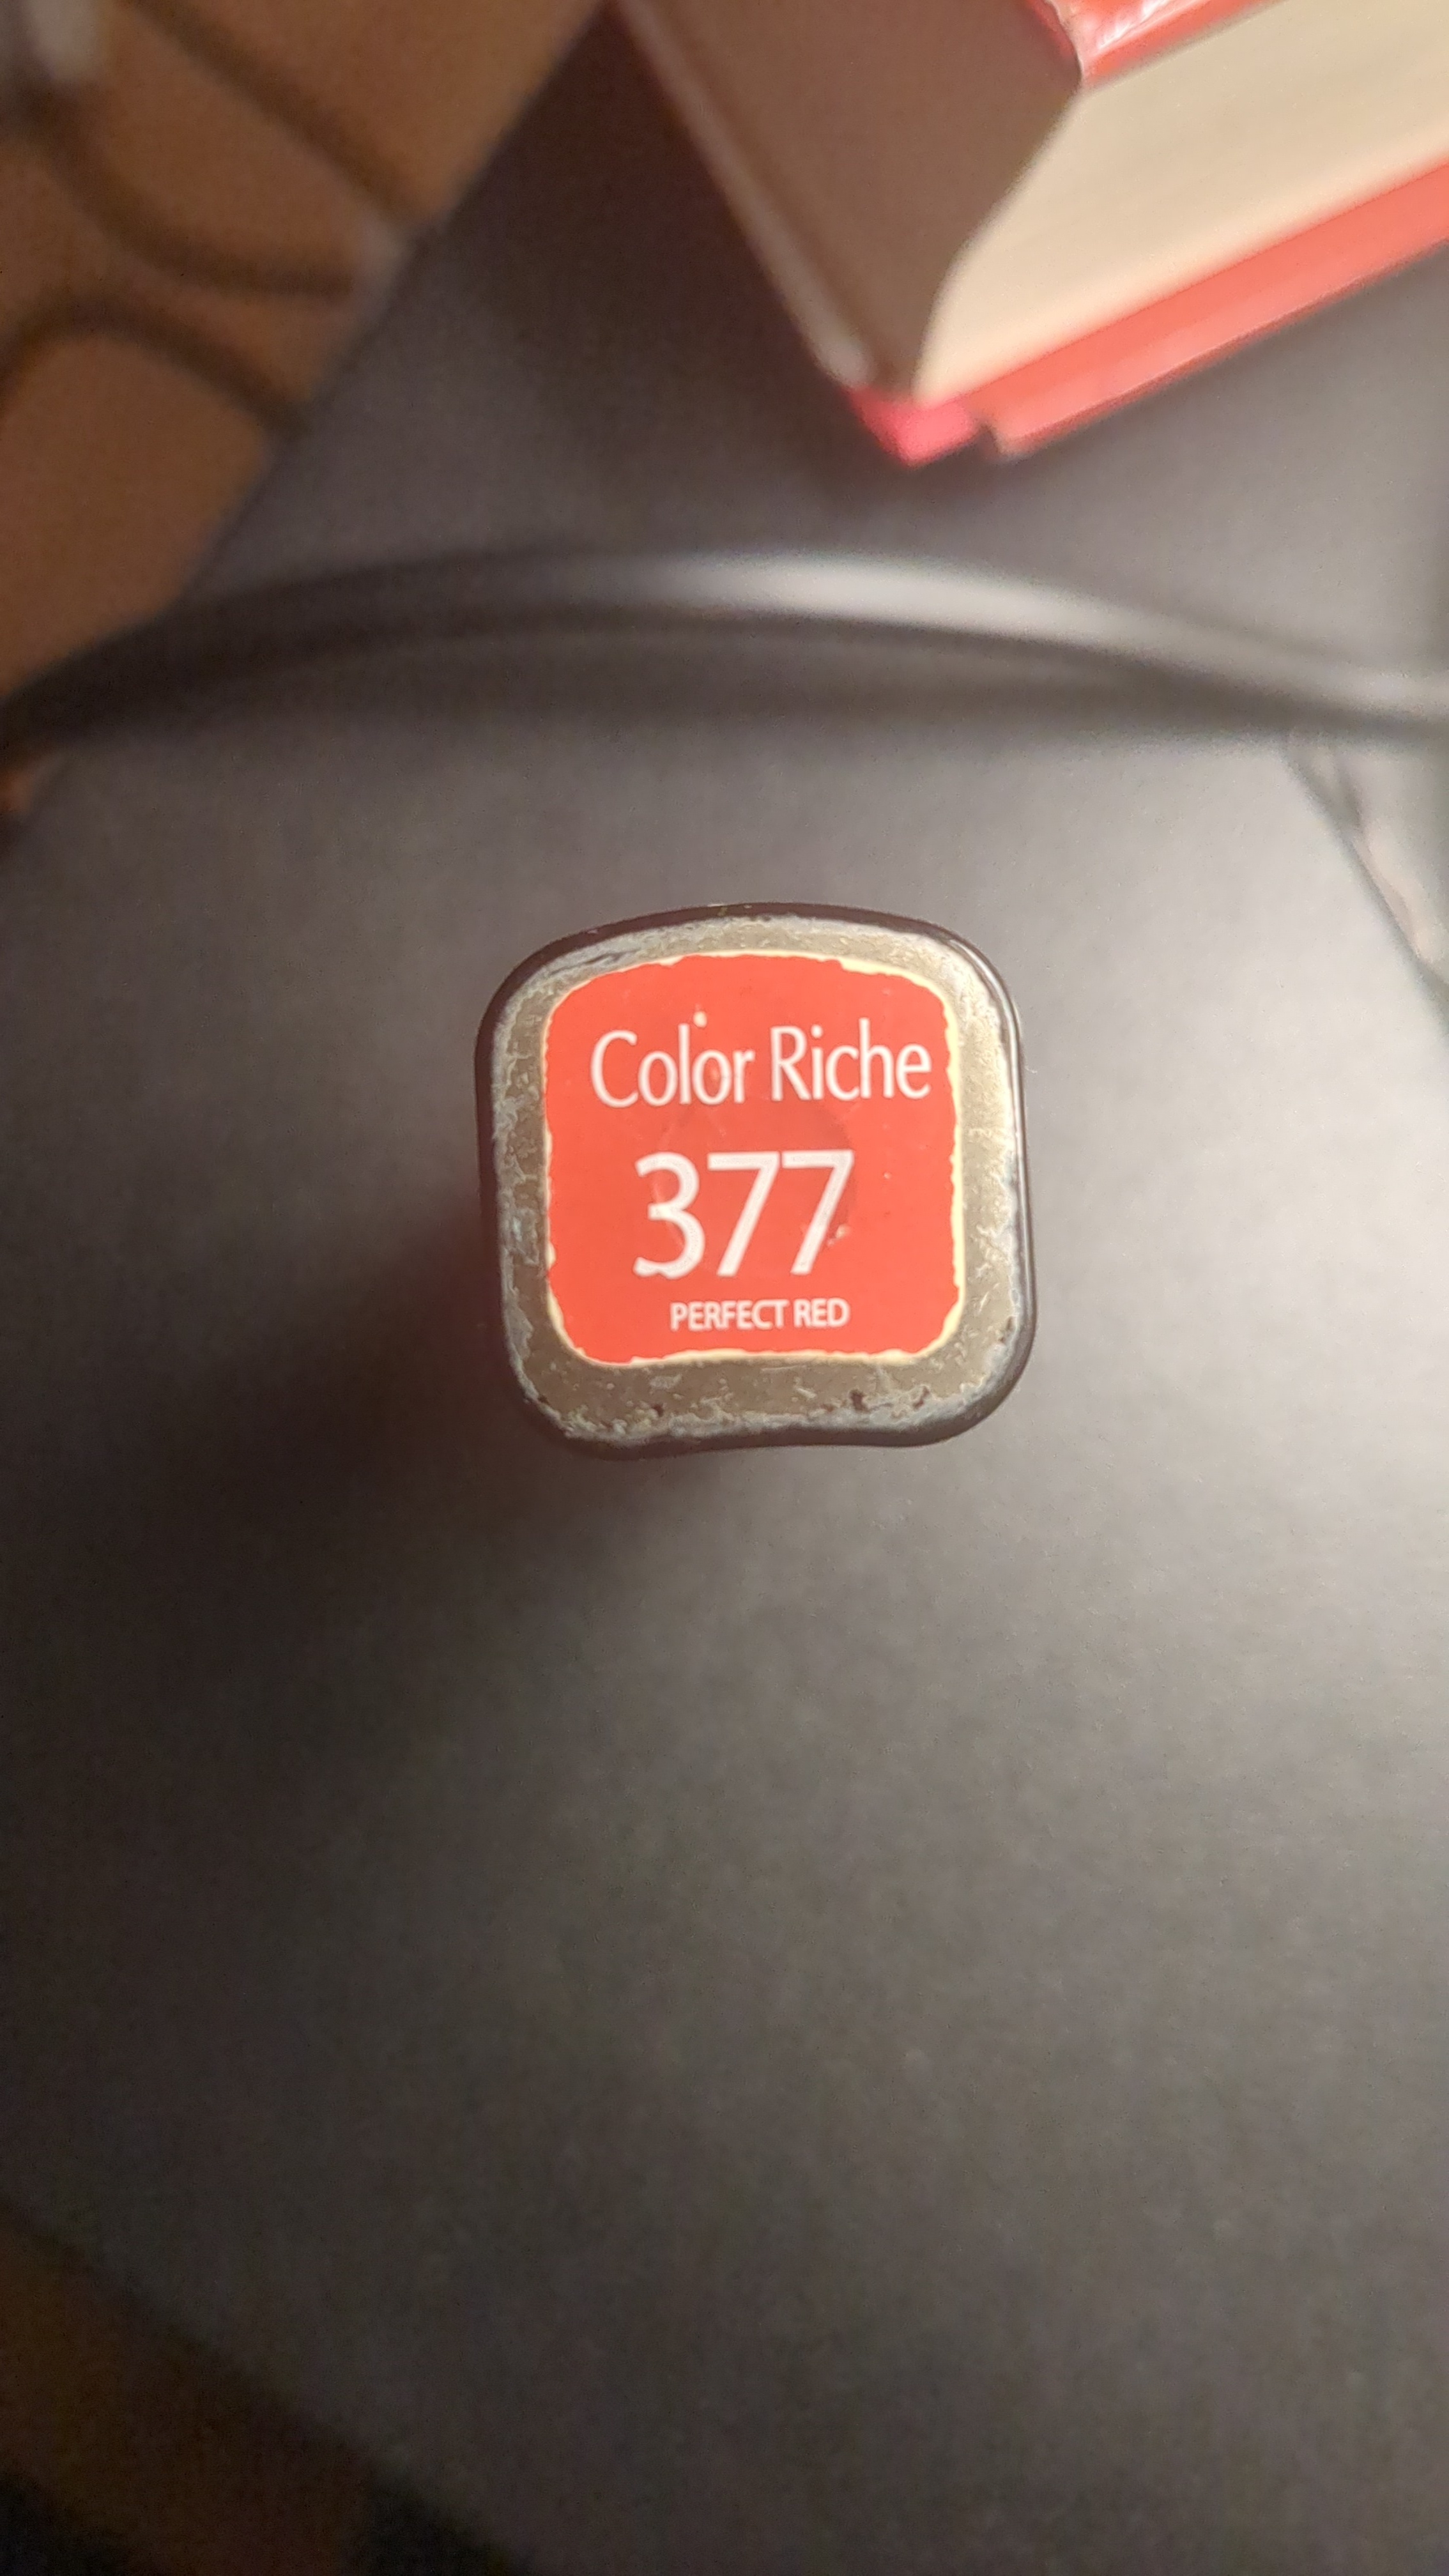 Color Riche
377
PERFECT RED